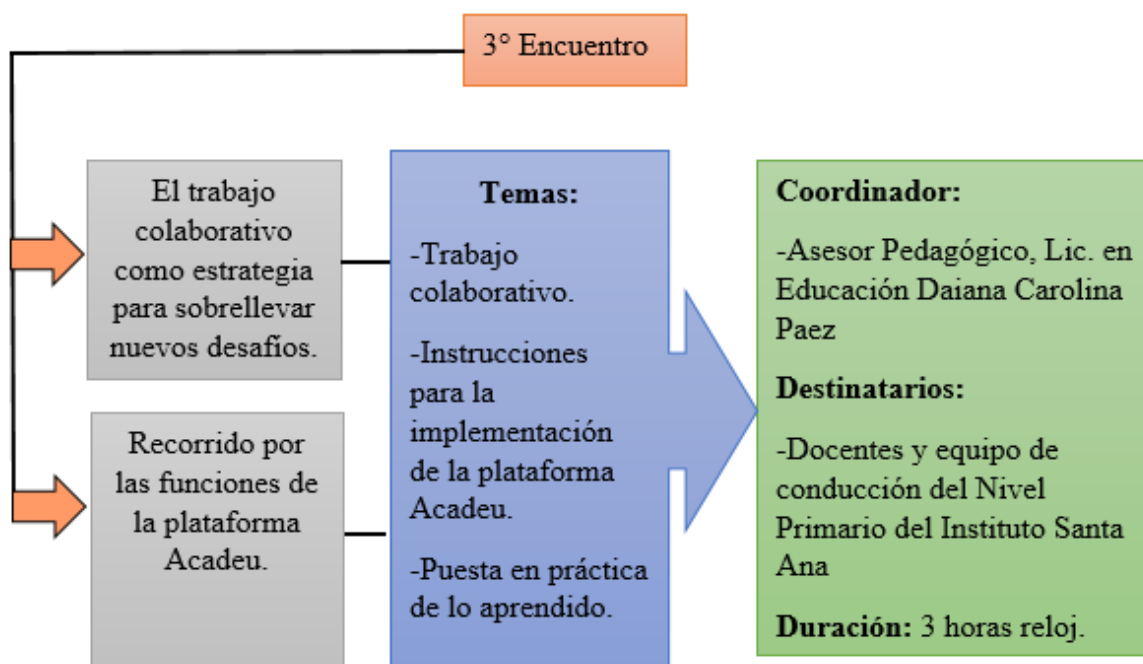 3° Encuentro
El trabajo
colaborativo
como estrategia
para sobrellevar
nuevos desafíos.
Recorrido por
las funciones de
la plataforma
Acadeu.
Temas:
-Trabajo
colaborativo.
-Instrucciones
para la
implementación
de la plataforma
Acadeu.
-Puesta en práctica
de lo aprendido.
Coordinador:
-Asesor Pedagógico, Lic. en
Educación Daiana Carolina
Paez
Destinatarios:
-Docentes y equipo de
conducción del Nivel
Primario del Instituto Santa
Ana
Duración: 3 horas reloj.